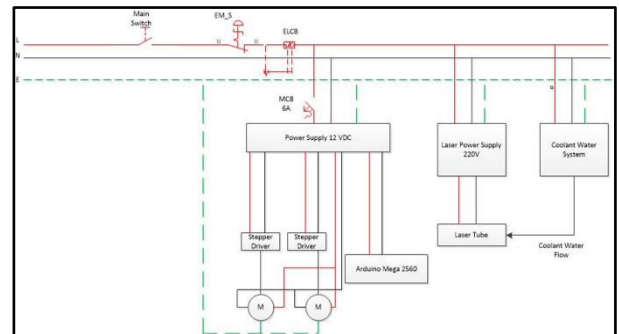 Main
Switch
EM_S
ELCB
L
N
E
MCB
6A
Power Supply 12 VDC
Laser Power Supply
220V
Coolant Water
System
Stepper
Driver
Stepper
Driver
Laser Tube
Coolant Water
Flow
Arduino Mega 2560
M
M